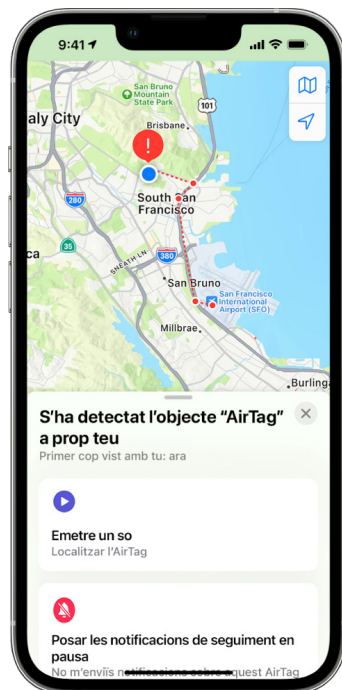 9:41
San Bruno
Mountain
State Park
101
aly City
Brisbane
!
280
South San
Francisco
ca
35
380
SNEATH LN
San Bruno
San Francisco
International
Airport (SFO)
Millbrae
Burling
S'ha detectat l'objecte “AirTag”
a prop teu
Primer cop vist amb tu: ara
Emetre un so
Localitzar l'AirTag
Posar les notificacions de seguiment en
pausa
No m'enviïs notificacions sobre aquest AirTag